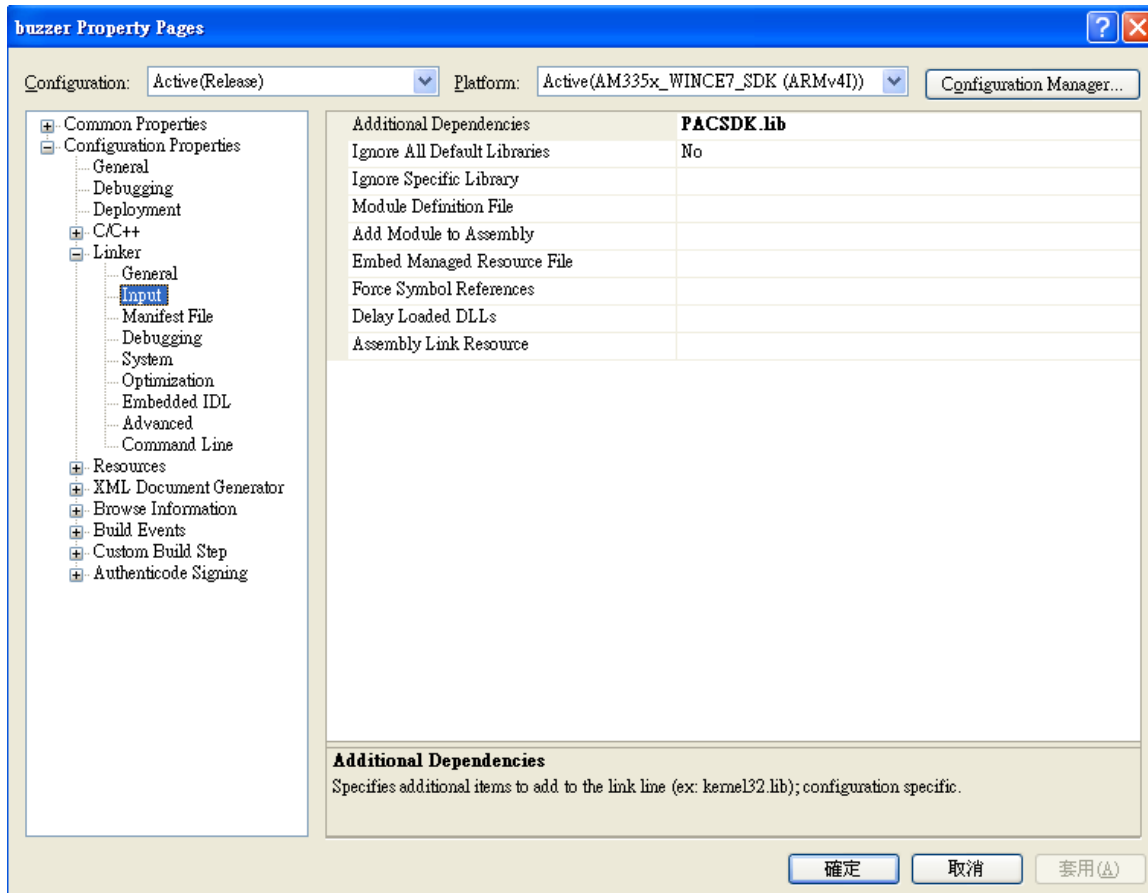 buzzer Property Pages
Configuration: Active(Release) Platform: Active(AM335x_WINCE7_SDK (ARMv4I)) Configuration Manager...
Common Properties
Configuration Properties
General
Debugging
Deployment
C/C++
Linker
General
Input
Manifest File
Debugging
System
Optimization
Embedded IDL
Advanced
Command Line
Resources
XML Document Generator
Browse Information
Build Events
Custom Build Step
Authenticode Signing
Additional Dependencies PACSDK.lib
Ignore All Default Libraries No
Ignore Specific Library
Module Definition File
Add Module to Assembly
Embed Managed Resource File
Force Symbol References
Delay Loaded DLLs
Assembly Link Resource
Additional Dependencies
Specifies additional items to add to the link line (ex: kernel32.lib); configuration specific.
確定 取消 套用(A)